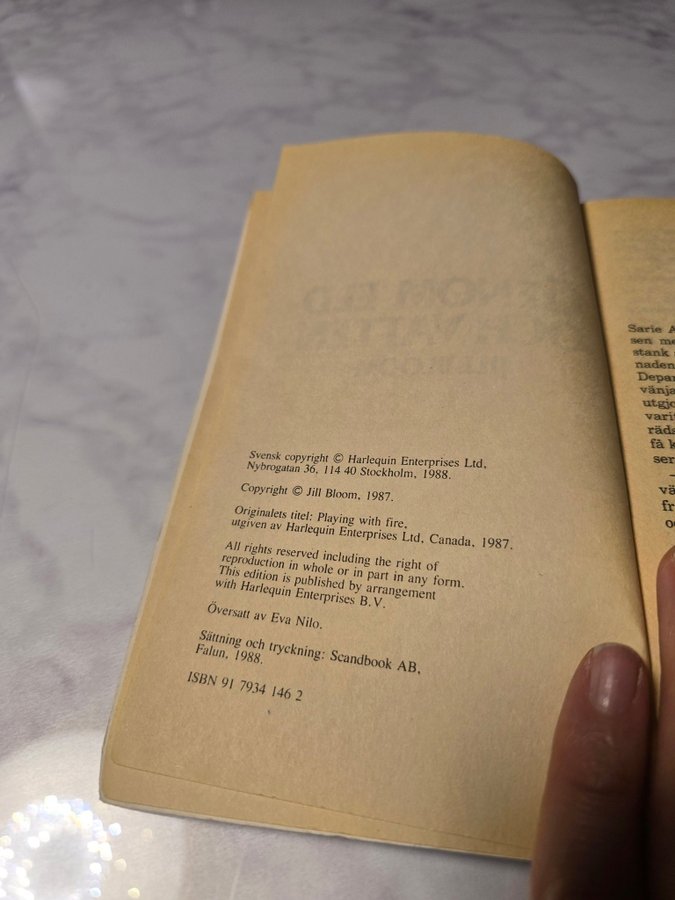 Svensk copyright © Harlequin Enterprises Ltd,
Nybrogatan 36, 114 40 Stockholm, 1988.
Copyright © Jill Bloom, 1987.
Originalets titel: Playing with fire,
utgiven av Harlequin Enterprises Ltd, Canada, 1987.
All rights reserved including the right of
reproduction in whole or in part in any form.
This edition is published by arrangement
with Harlequin Enterprises B.V.
Översatt av Eva Nilo.
Sättning och tryckning: Scandbook AB,
Falun, 1988.
ISBN 91 7934 146 2
Sarie
sen
stank